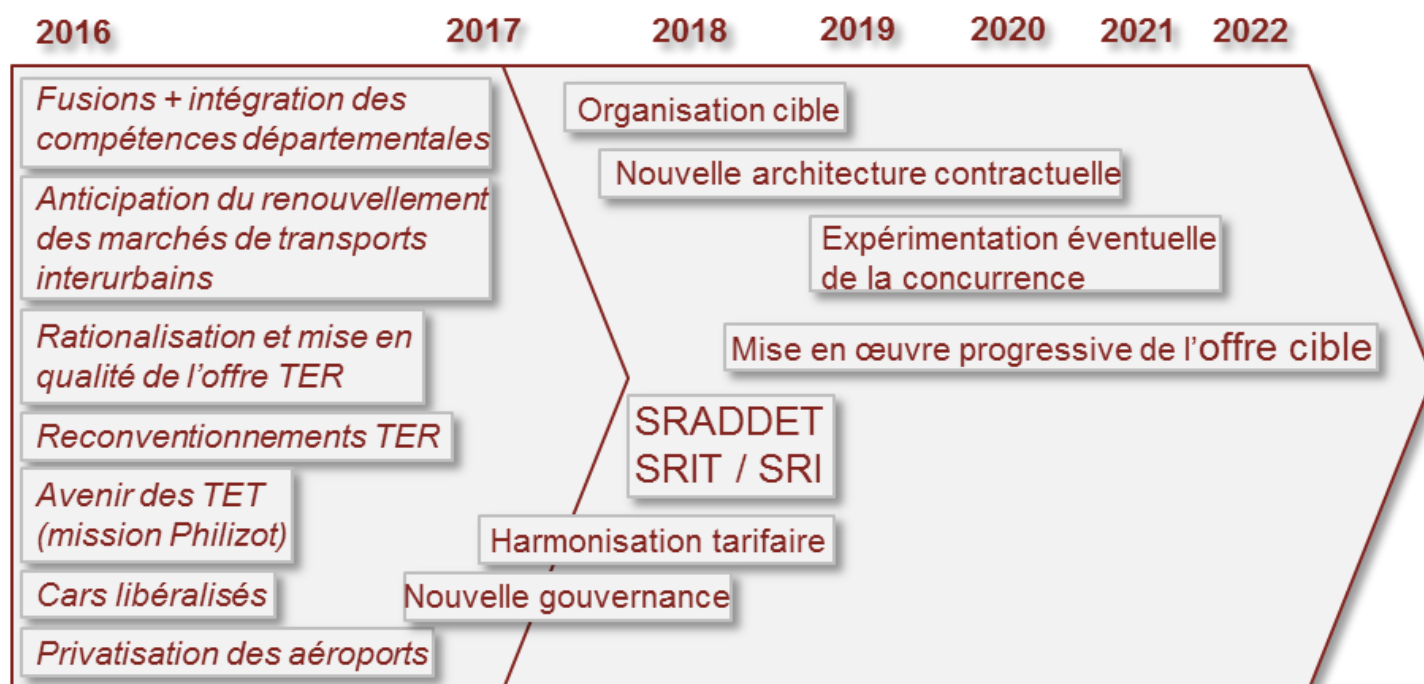 2016 2017 2018 2019 2020 2021 2022
Fusions + intégration des
compétences départementales
Anticipation du renouvellement
des marchés de transports
interurbains
Rationalisation et mise en
qualité de l’offre TER
Reconventionnements TER
Avenir des TET
(mission Philizot)
Cars libéralisés
Privatisation des aéroports
Organisation cible
Nouvelle architecture contractuelle
Expérimentation éventuelle
de la concurrence
Mise en œuvre progressive de l’offre cible
SRADDET
SRIT / SRI
Harmonisation tarifaire
Nouvelle gouvernance